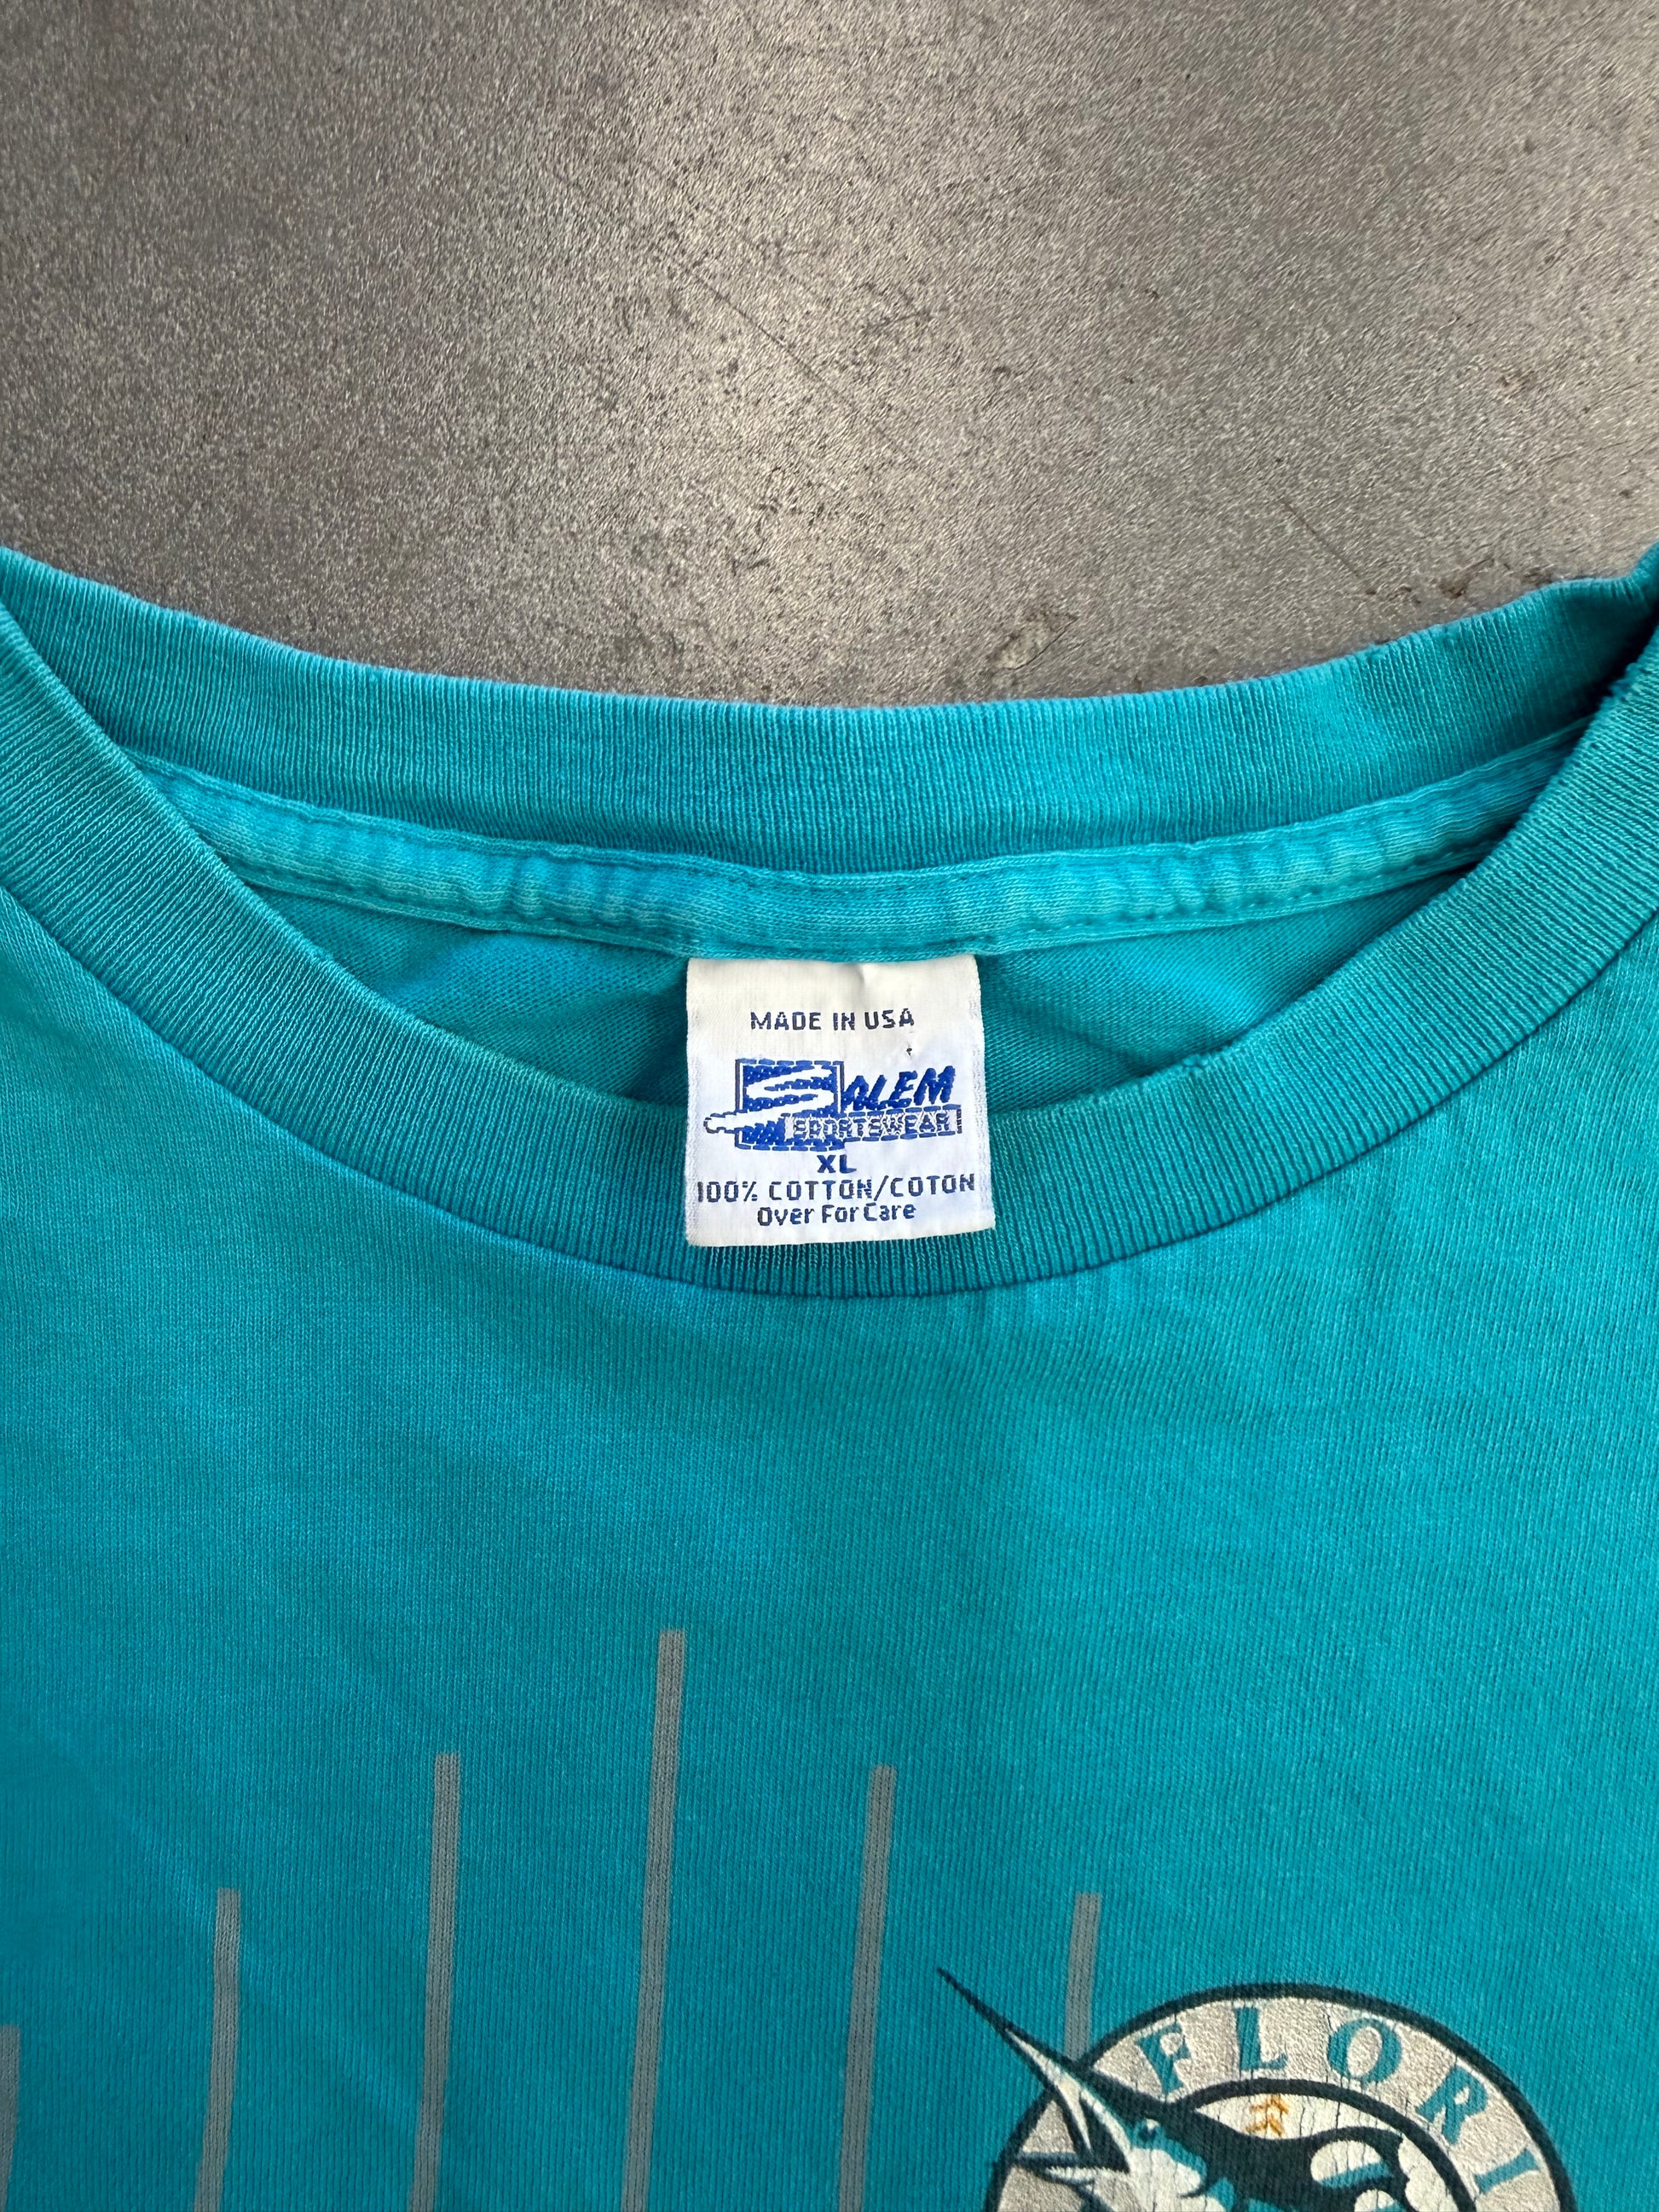 MADE IN USA
SALEM
SPORTSWEAR
XL
100% COTTON/COTON
Over For Care
FLORI